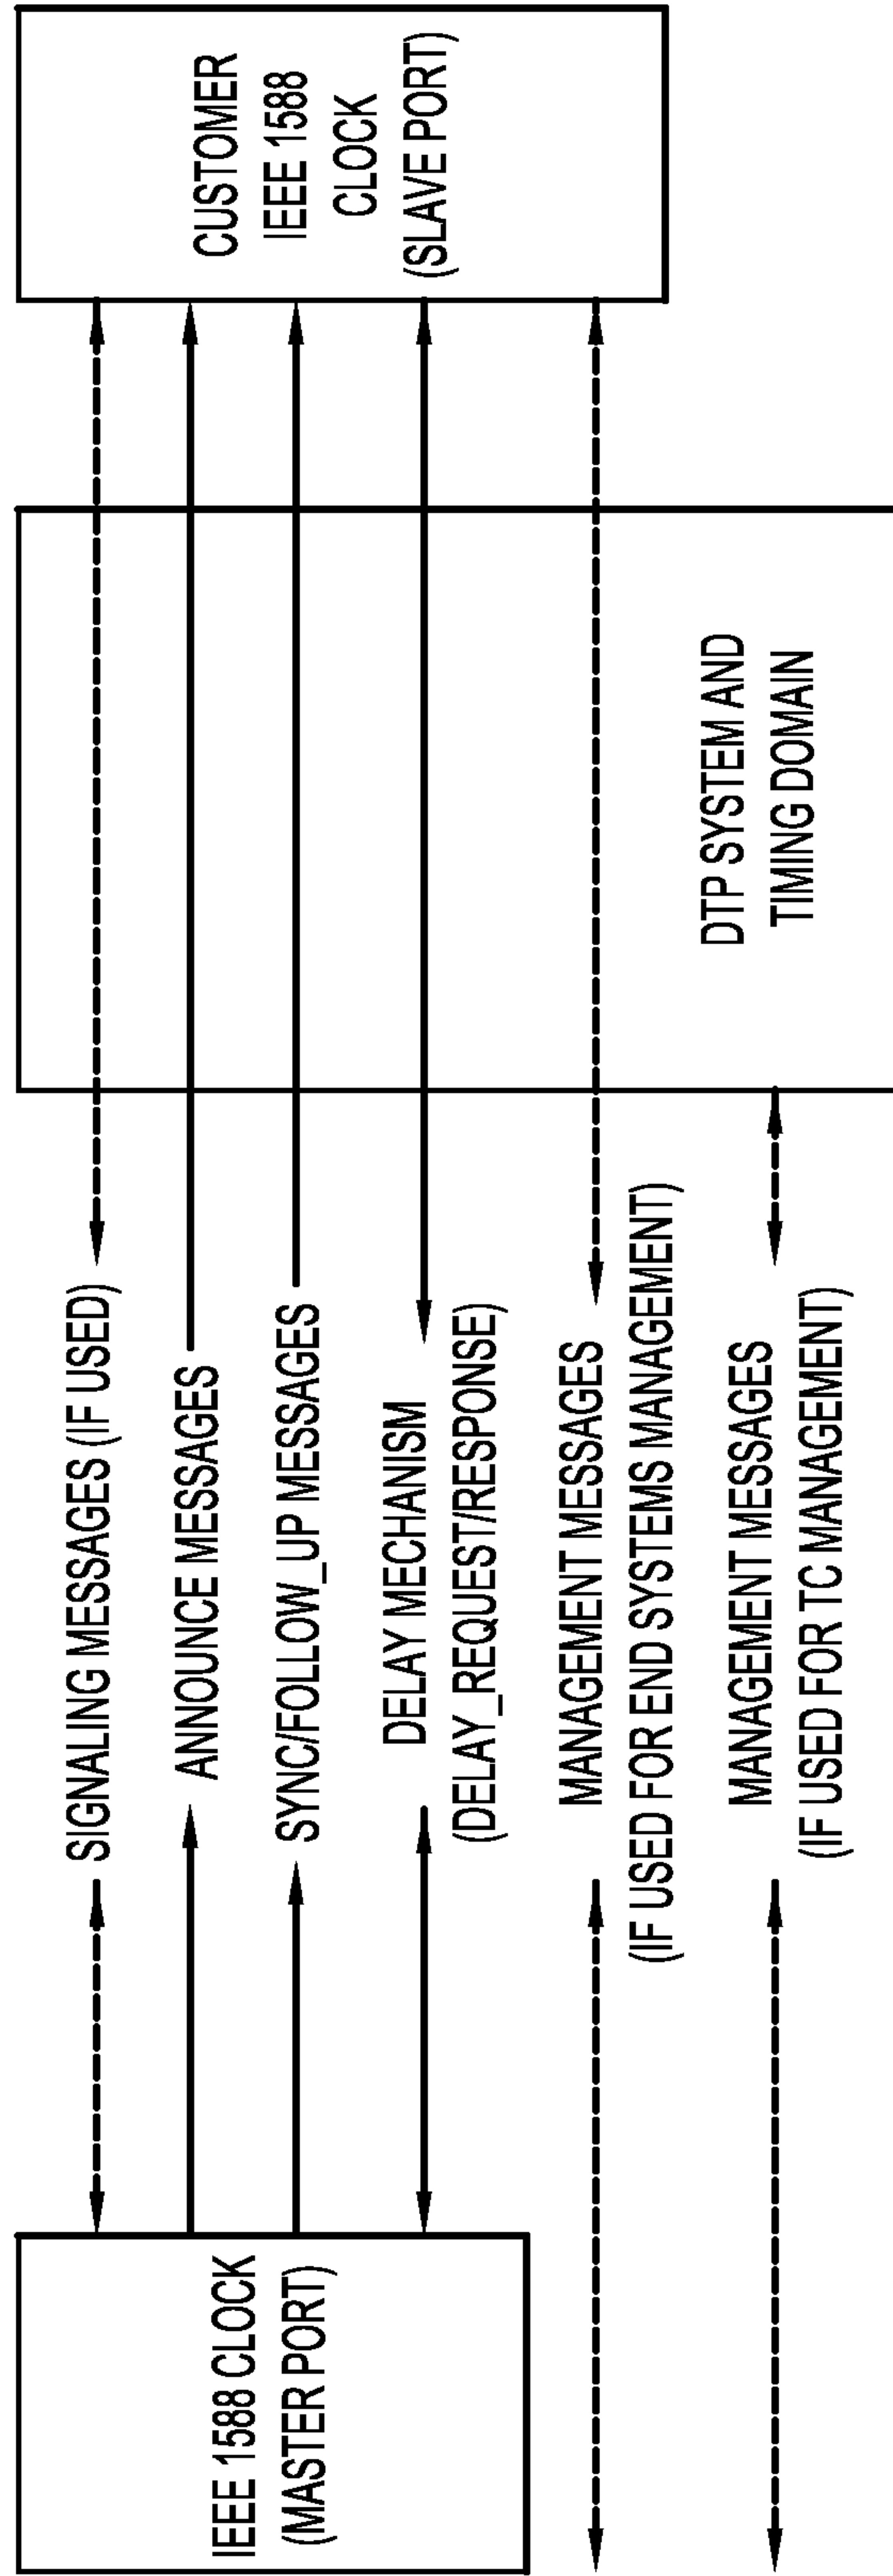 IEEE 1588 CLOCK
(MASTER PORT)
SIGNALING MESSAGES (IF USED)
ANNOUNCE MESSAGES
SYNC/FOLLOW_UP MESSAGES
DELAY MECHANISM
(DELAY_REQUEST/RESPONSE)
MANAGEMENT MESSAGES
(IF USED FOR END SYSTEMS MANAGEMENT)
MANAGEMENT MESSAGES
(IF USED FOR TC MANAGEMENT)
DTP SYSTEM AND
TIMING DOMAIN
CUSTOMER
IEEE 1588
CLOCK
(SLAVE PORT)